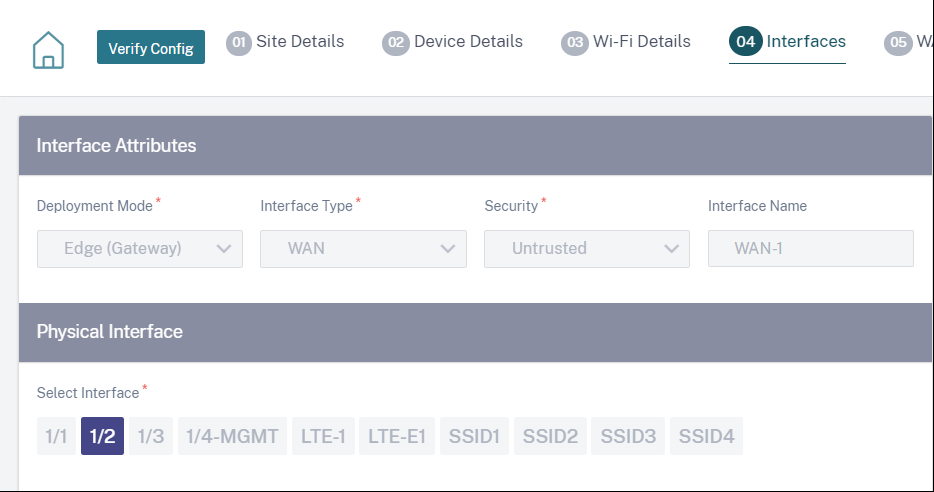 Verify Config
01 Site Details
02 Device Details
03 Wi-Fi Details
04 Interfaces
05
Interface Attributes
Deployment Mode * Interface Type * Security * Interface Name
Edge (Gateway) WAN Untrusted WAN-1
Physical Interface
Select Interface *
1/1 1/2 1/3 1/4-MGMT LTE-1 LTE-E1 SSID1 SSID2 SSID3 SSID4